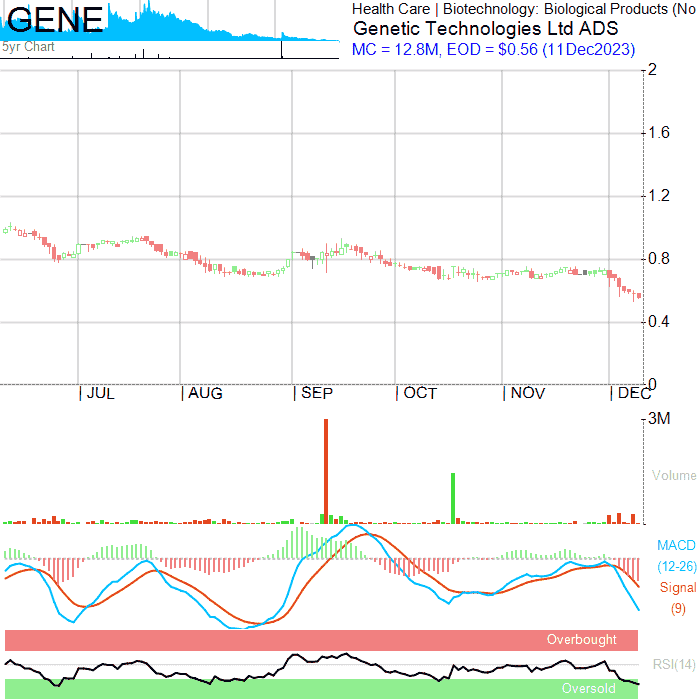 GENE
5yr Chart
Health Care | Biotechnology: Biological Products (No
Genetic Technologies Ltd ADS
MC = 12.8M, EOD = $0.56 (11Dec2023)
2
1.6
1.2
0.8
0.4
0
| JUL | AUG | SEP | OCT | NOV | DEC
3M
Volume
MACD
(12-26)
Signal
(9)
Overbought
RSI(14)
Oversold